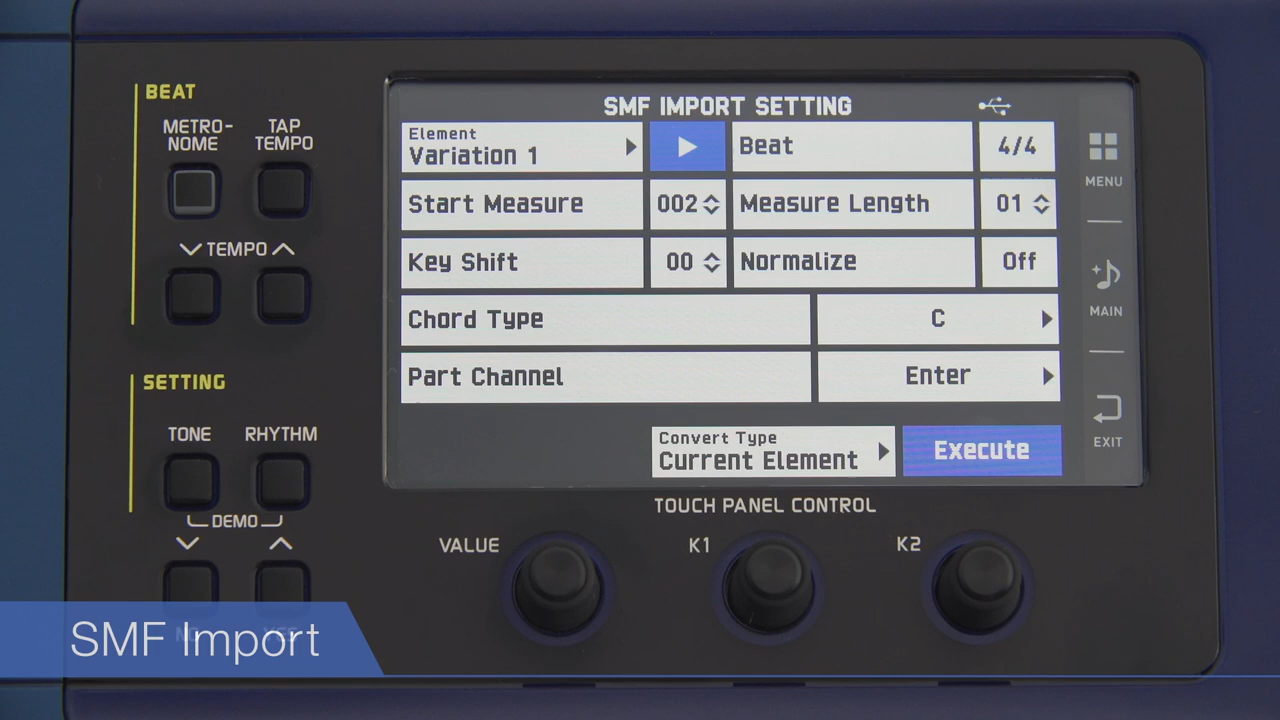 BEAT
METRO-
NOME
TAP
TEMPO
TEMPO
SETTING
TONE
RHYTHM
DEMO
NO
YES
SMF IMPORT SETTING
Element
Variation 1
Beat
4/4
Start Measure
002
Measure Length
01
Key Shift
00
Normalize
Off
Chord Type
C
Part Channel
Enter
Convert Type
Current Element
Execute
MENU
MAIN
EXIT
TOUCH PANEL CONTROL
VALUE
K1
K2
SMF Import